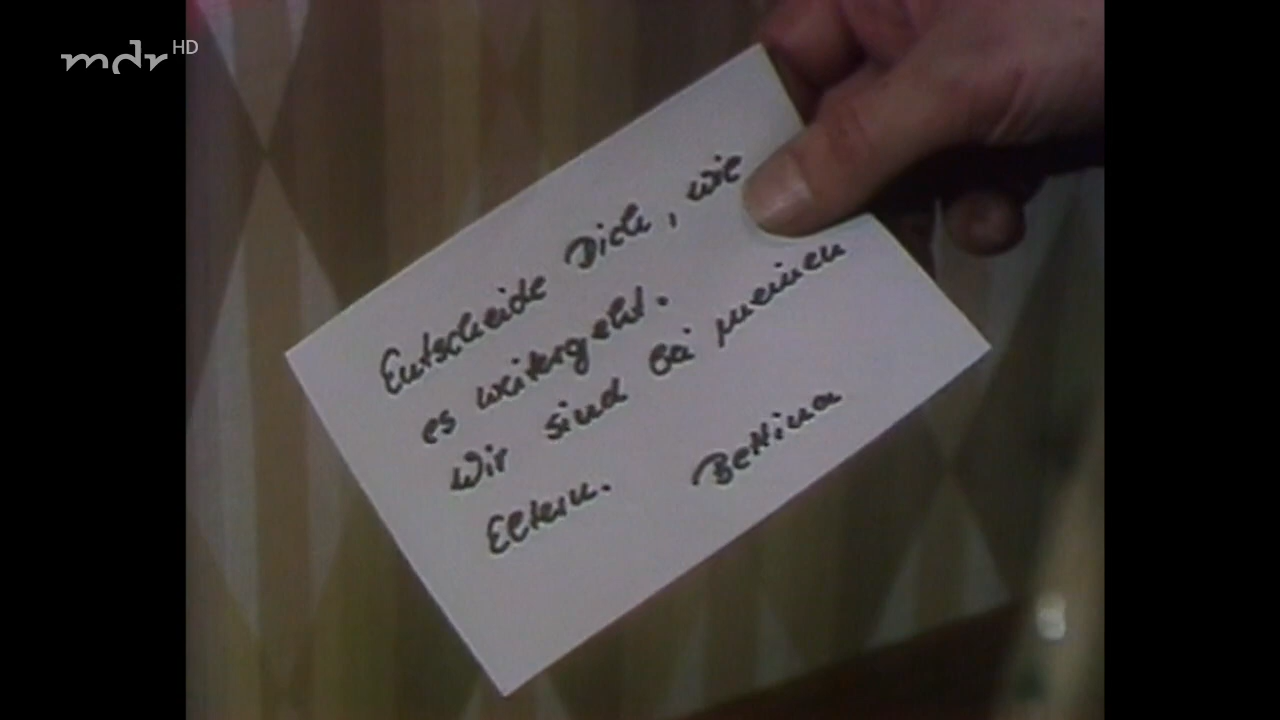 mdr HD
Entscheide Dich, wie
es weitergeht.
Wir sind bei meinen
Eltern. Bettina